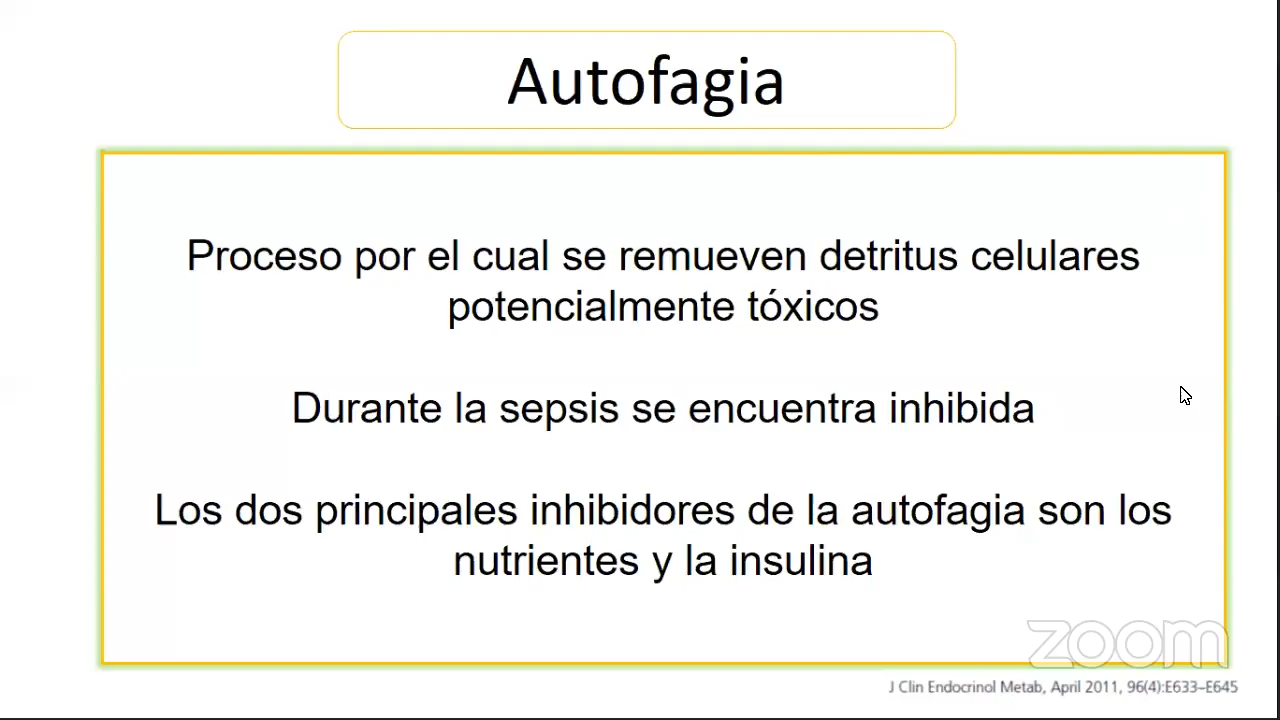 Autofagia
Proceso por el cual se remueven detritus celulares
potencialmente tóxicos
Durante la sepsis se encuentra inhibida
Los dos principales inhibidores de la autofagia son los
nutrientes y la insulina
zoom
J Clin Endocrinol Metab, April 2011, 96(4):E633–E645